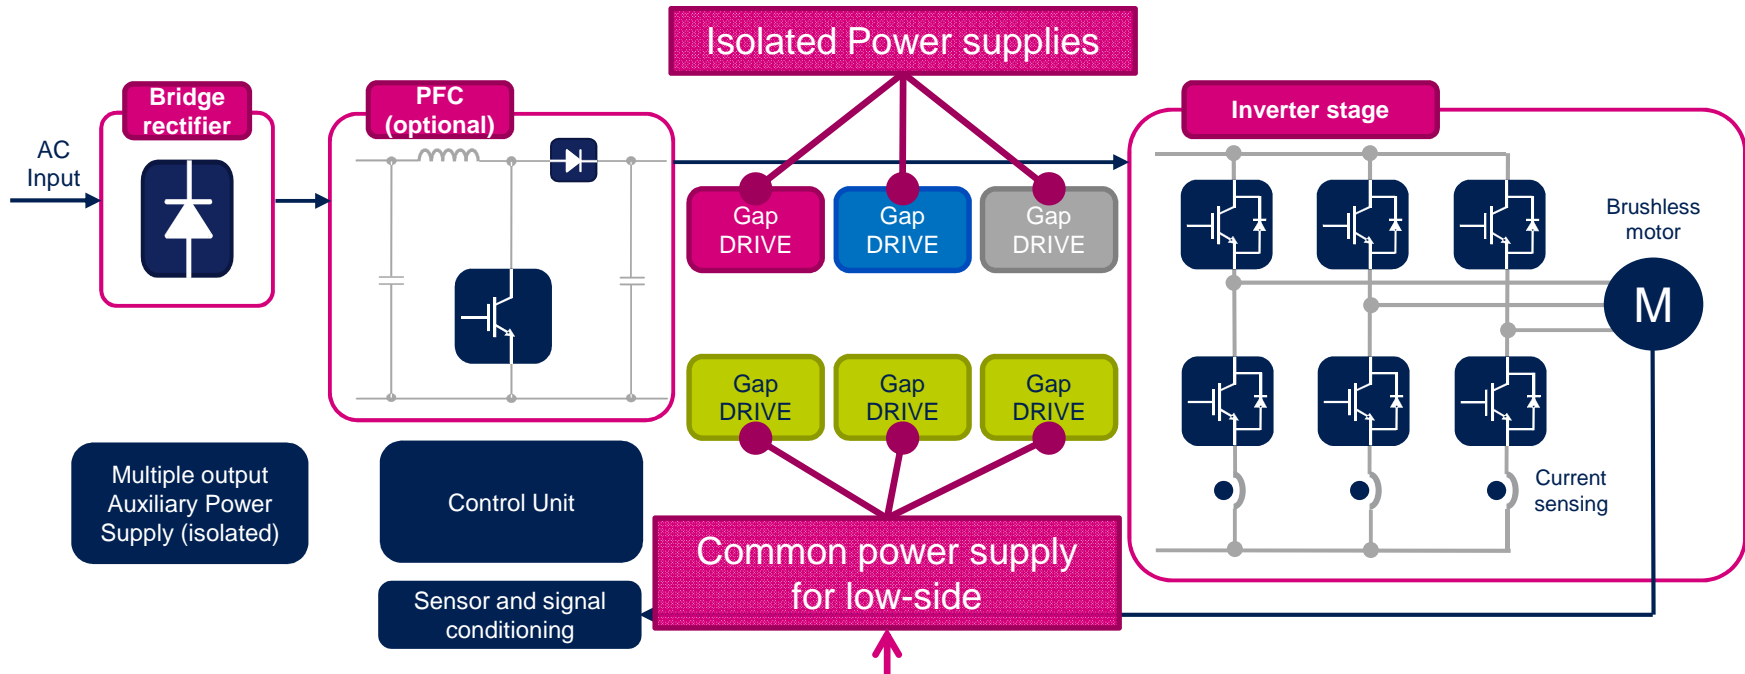 Isolated Power supplies
Bridge
rectifier
PFC
(optional)
Inverter stage
AC
Input
Gap
DRIVE
Gap
DRIVE
Gap
DRIVE
Brushless
motor
M
Gap
DRIVE
Gap
DRIVE
Gap
DRIVE
Multiple output
Auxiliary Power
Supply (isolated)
Control Unit
Current
sensing
Common power supply
for low-side
Sensor and signal
conditioning